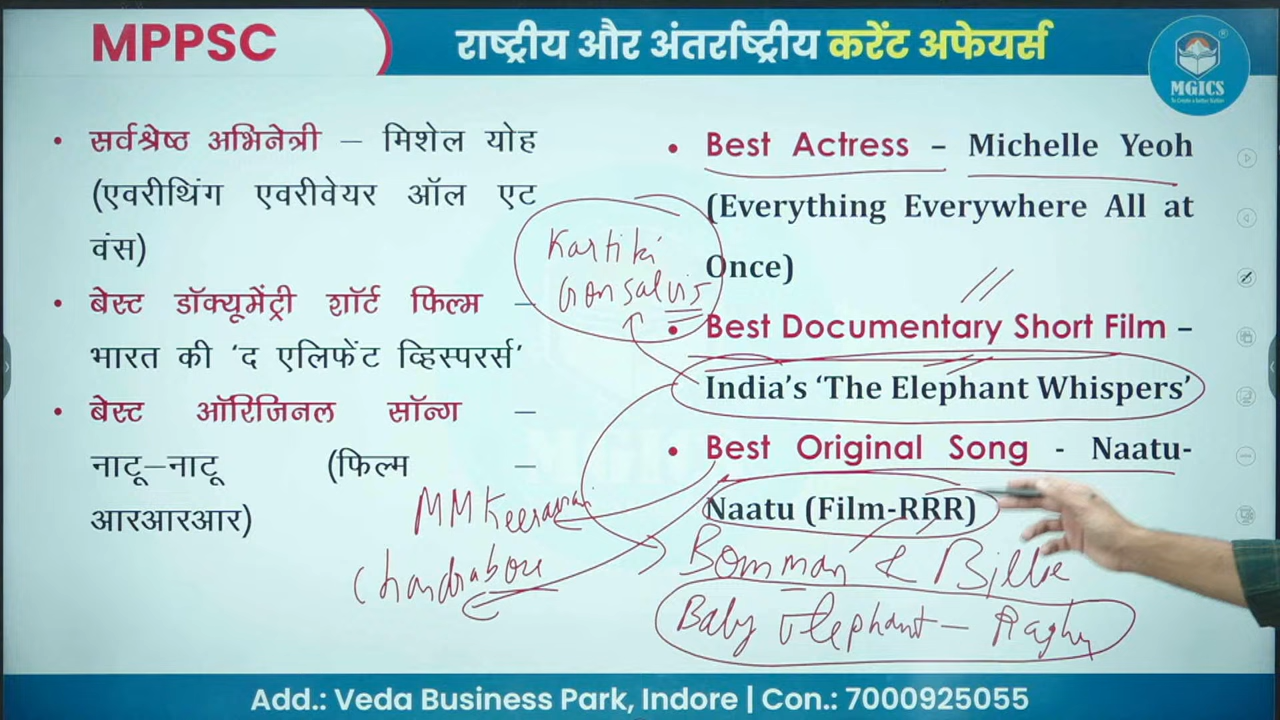 MPPSC
राष्ट्रीय और अंतर्राष्ट्रीय करेंट अफेयर्स
MGICS
• सर्वश्रेष्ठ अभिनेत्री – मिशेल योह
(एवरीथिंग एवरीवेयर ऑल एट
वंस)
• बेस्ट डॉक्यूमेंट्री शॉर्ट फिल्म –
भारत की ‘द एलिफेंट व्हिस्परर्स’
• बेस्ट ऑरिजिनल सॉन्ग –
नाटू–नाटू (फिल्म –
आरआरआर)
• Best Actress – Michelle Yeoh
(Everything Everywhere All at
Once)
• Best Documentary Short Film –
India’s ‘The Elephant Whispers’
• Best Original Song - Naatu-
Naatu (Film-RRR)
Kartiki
Gonsalvis
MM Keeravani
Chandrabose
Bomman & Billie
Baby Elephant – Raghu
Add.: Veda Business Park, Indore | Con.: 7000925055